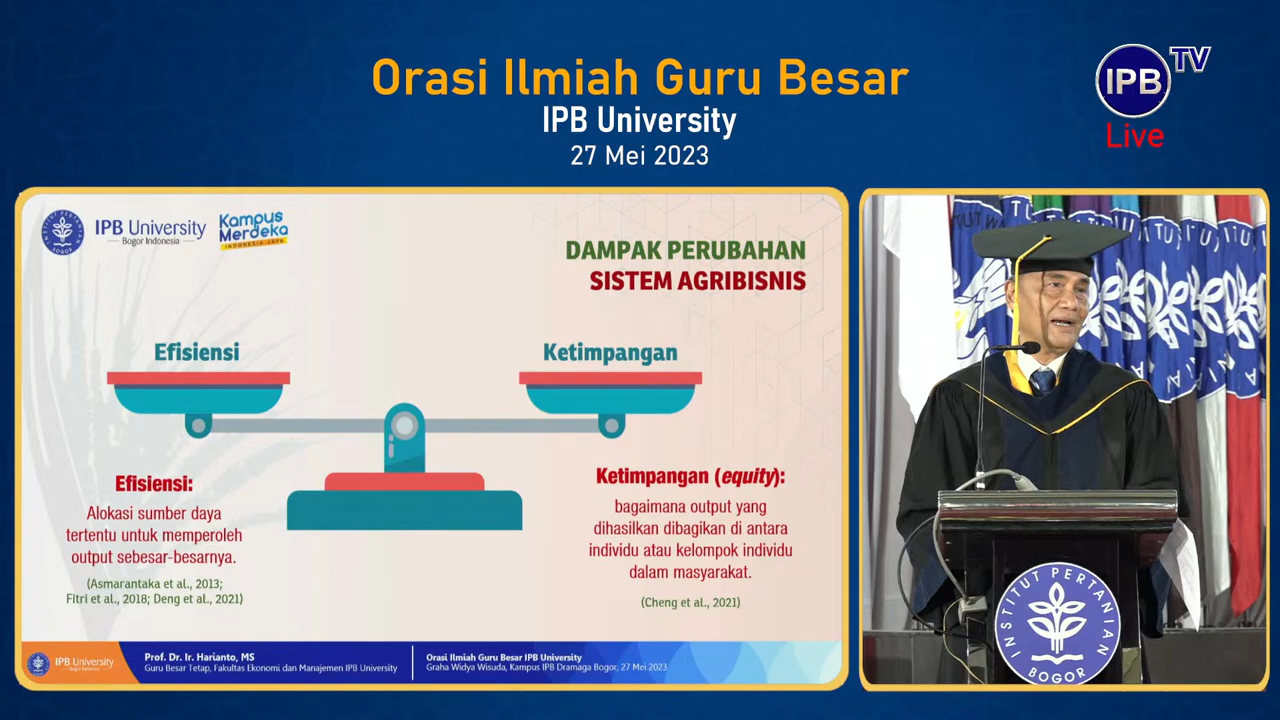 Orasi Ilmiah Guru Besar
IPB University
27 Mei 2023
IPB TV
Live
INSTITUT PERTANIAN
BOGOR
IPB University
Bogor Indonesia
Kampus
Merdeka
INDONESIA JAYA
DAMPAK PERUBAHAN
SISTEM AGRIBISNIS
Efisiensi
Ketimpangan
Efisiensi:
Alokasi sumber daya
tertentu untuk memperoleh
output sebesar-besarnya.
(Asmarantaka et al., 2013;
Fitri et al., 2018; Deng et al., 2021)
Ketimpangan (equity):
bagaimana output yang
dihasilkan dibagikan di antara
individu atau kelompok individu
dalam masyarakat.
(Cheng et al., 2021)
IPB University
Prof. Dr. Ir. Harianto, MS
Guru Besar Tetap, Fakultas Ekonomi dan Manajemen IPB University
Orasi Ilmiah Guru Besar IPB University
Graha Widya Wisuda, Kampus IPB Dramaga Bogor, 27 Mei 2023
INSTITUT PERTANIAN
BOGOR